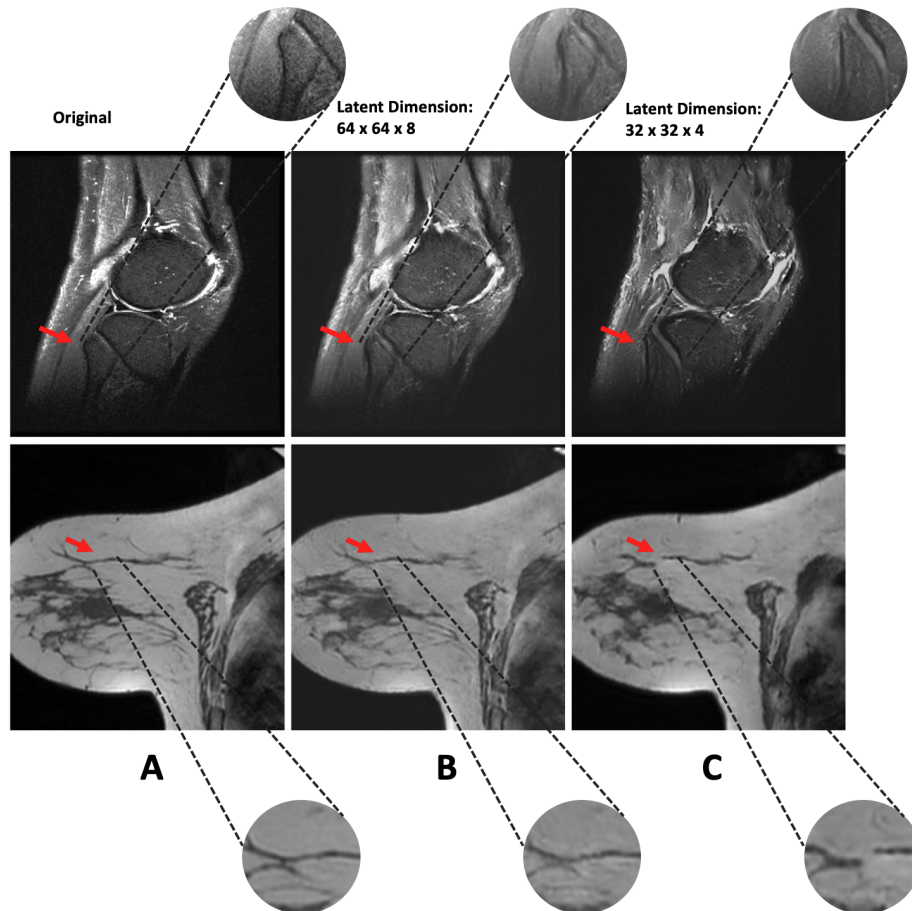 Original
Latent Dimension:
64 x 64 x 8
Latent Dimension:
32 x 32 x 4
A
B
C